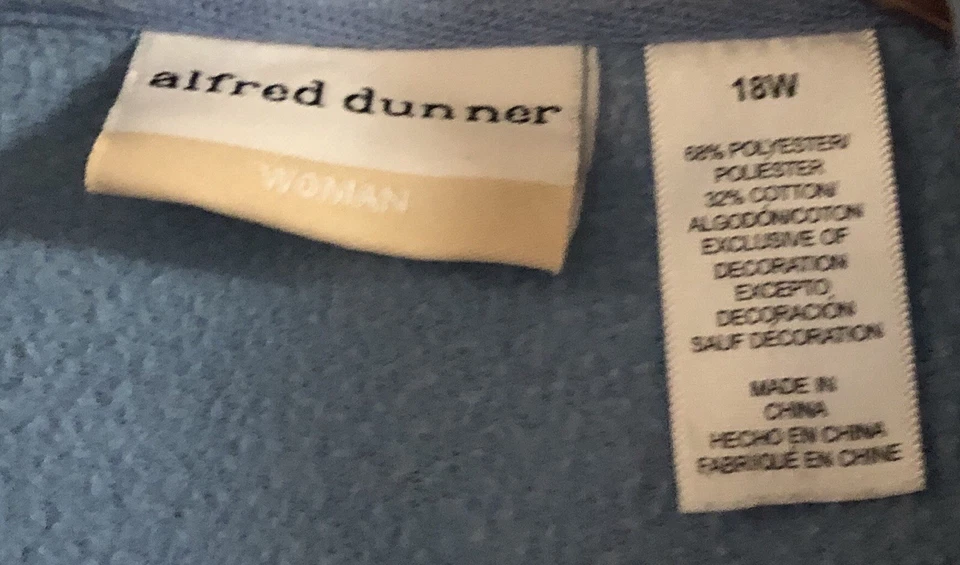 alfred dunner
WOMAN
18W
68% POLYESTER/
POLIESTER
32% COTTON/
ALGODÓN/COTON
EXCLUSIVE OF
DECORATION
EXCEPTO
DECORACIÓN
SAUF DECORATION
MADE IN
CHINA
HECHO EN CHINA
FABRIQUÉ EN CHINE